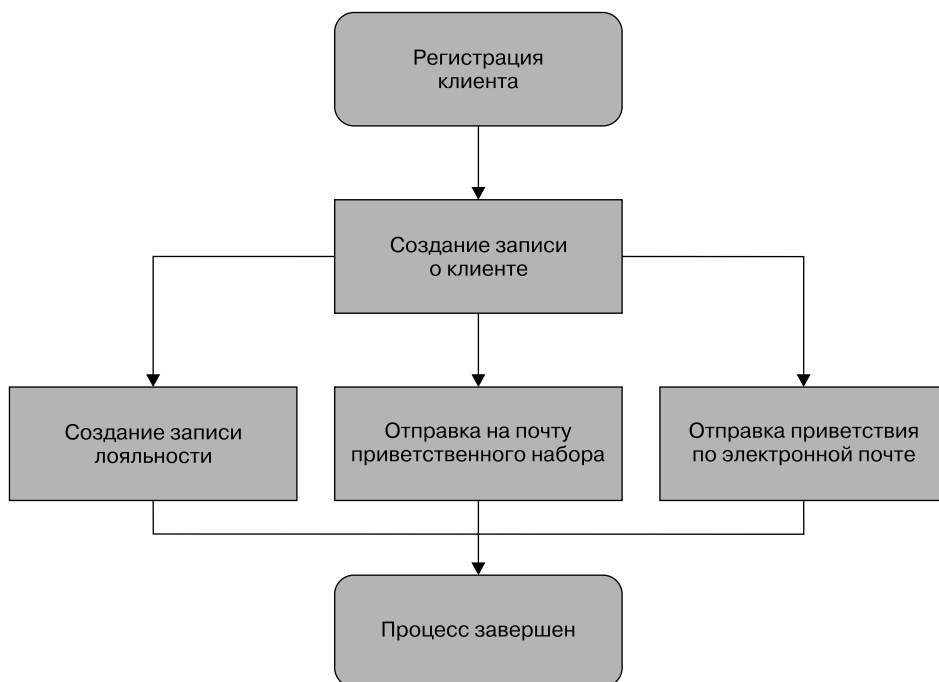 Регистрация
клиента
Создание записи
о клиенте
Создание записи
лояльности
Отправка на почту
приветственного набора
Отправка приветствия
по электронной почте
Процесс завершен